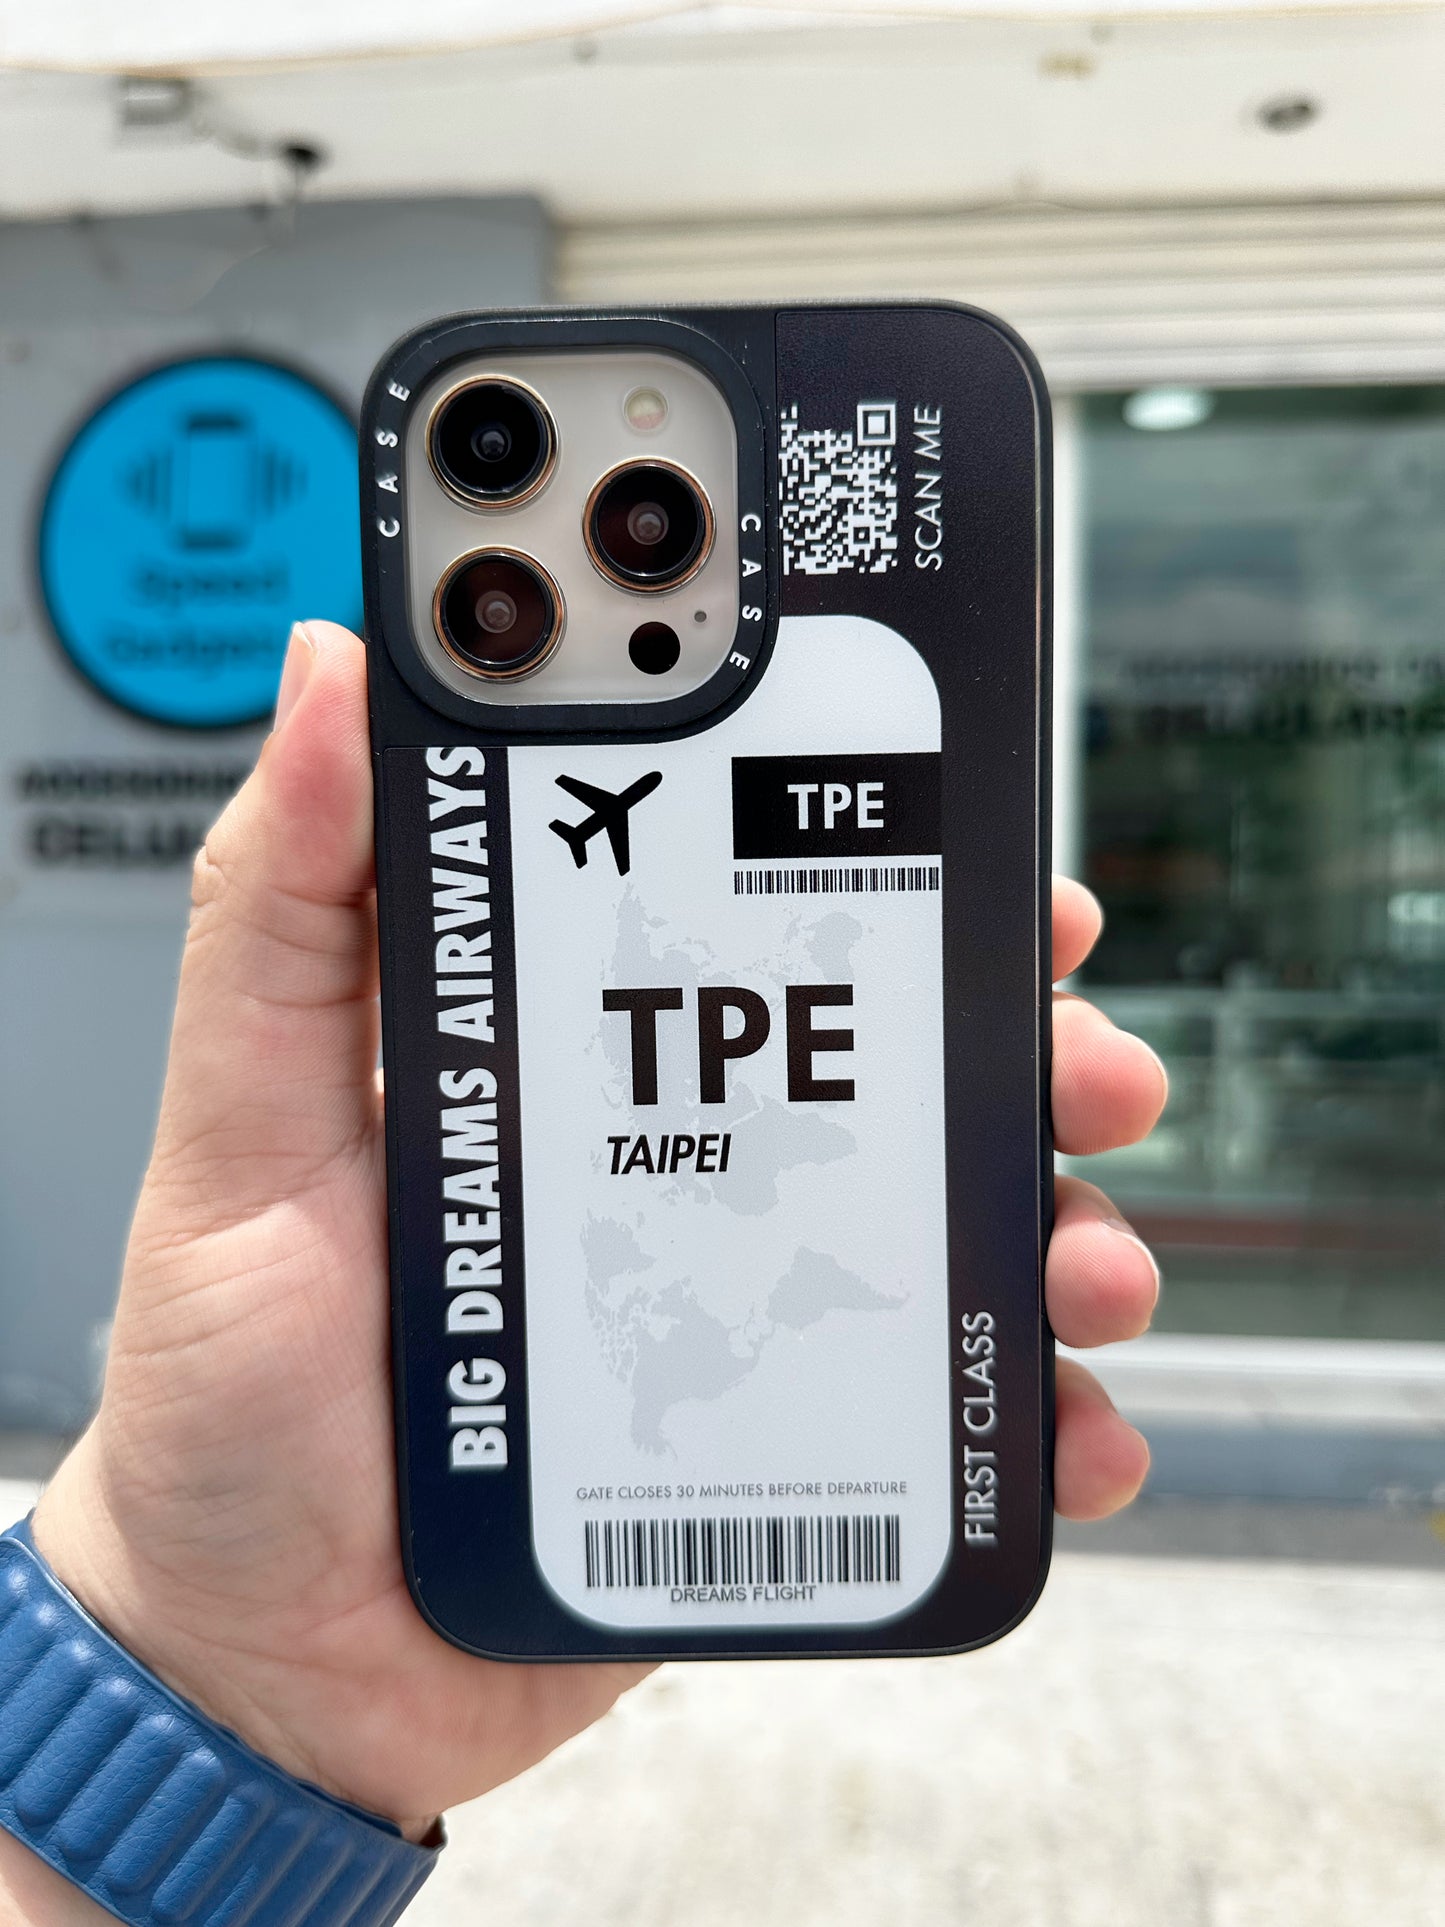 CASE
CASE
SCAN ME
BIG DREAMS AIRWAYS
TPE
TPE
TAIPEI
FIRST CLASS
GATE CLOSES 30 MINUTES BEFORE DEPARTURE
DREAMS FLIGHT
Speed